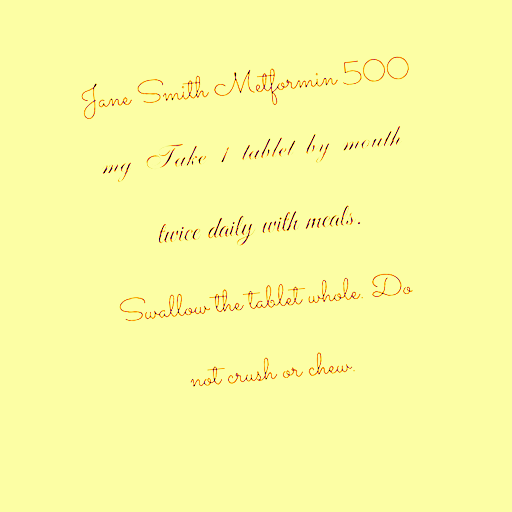 Jane Smith Metformin 500
mg Take 1 tablet by mouth
twice daily with meals.
Swallow the tablet whole. Do
not crush or chew.